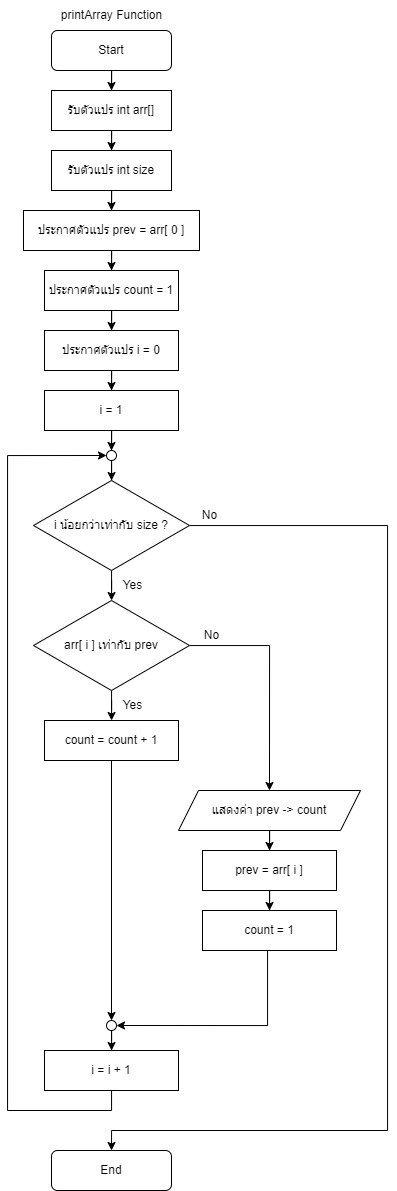 printArray Function
Start
รับตัวแปร int arr[]
รับตัวแปร int size
ประกาศตัวแปร prev = arr[ 0 ]
ประกาศตัวแปร count = 1
ประกาศตัวแปร i = 0
i = 1
i น้อยกว่าเท่ากับ size ?
No
Yes
arr[ i ] เท่ากับ prev
No
Yes
count = count + 1
แสดงค่า prev -> count
prev = arr[ i ]
count = 1
i = i + 1
End